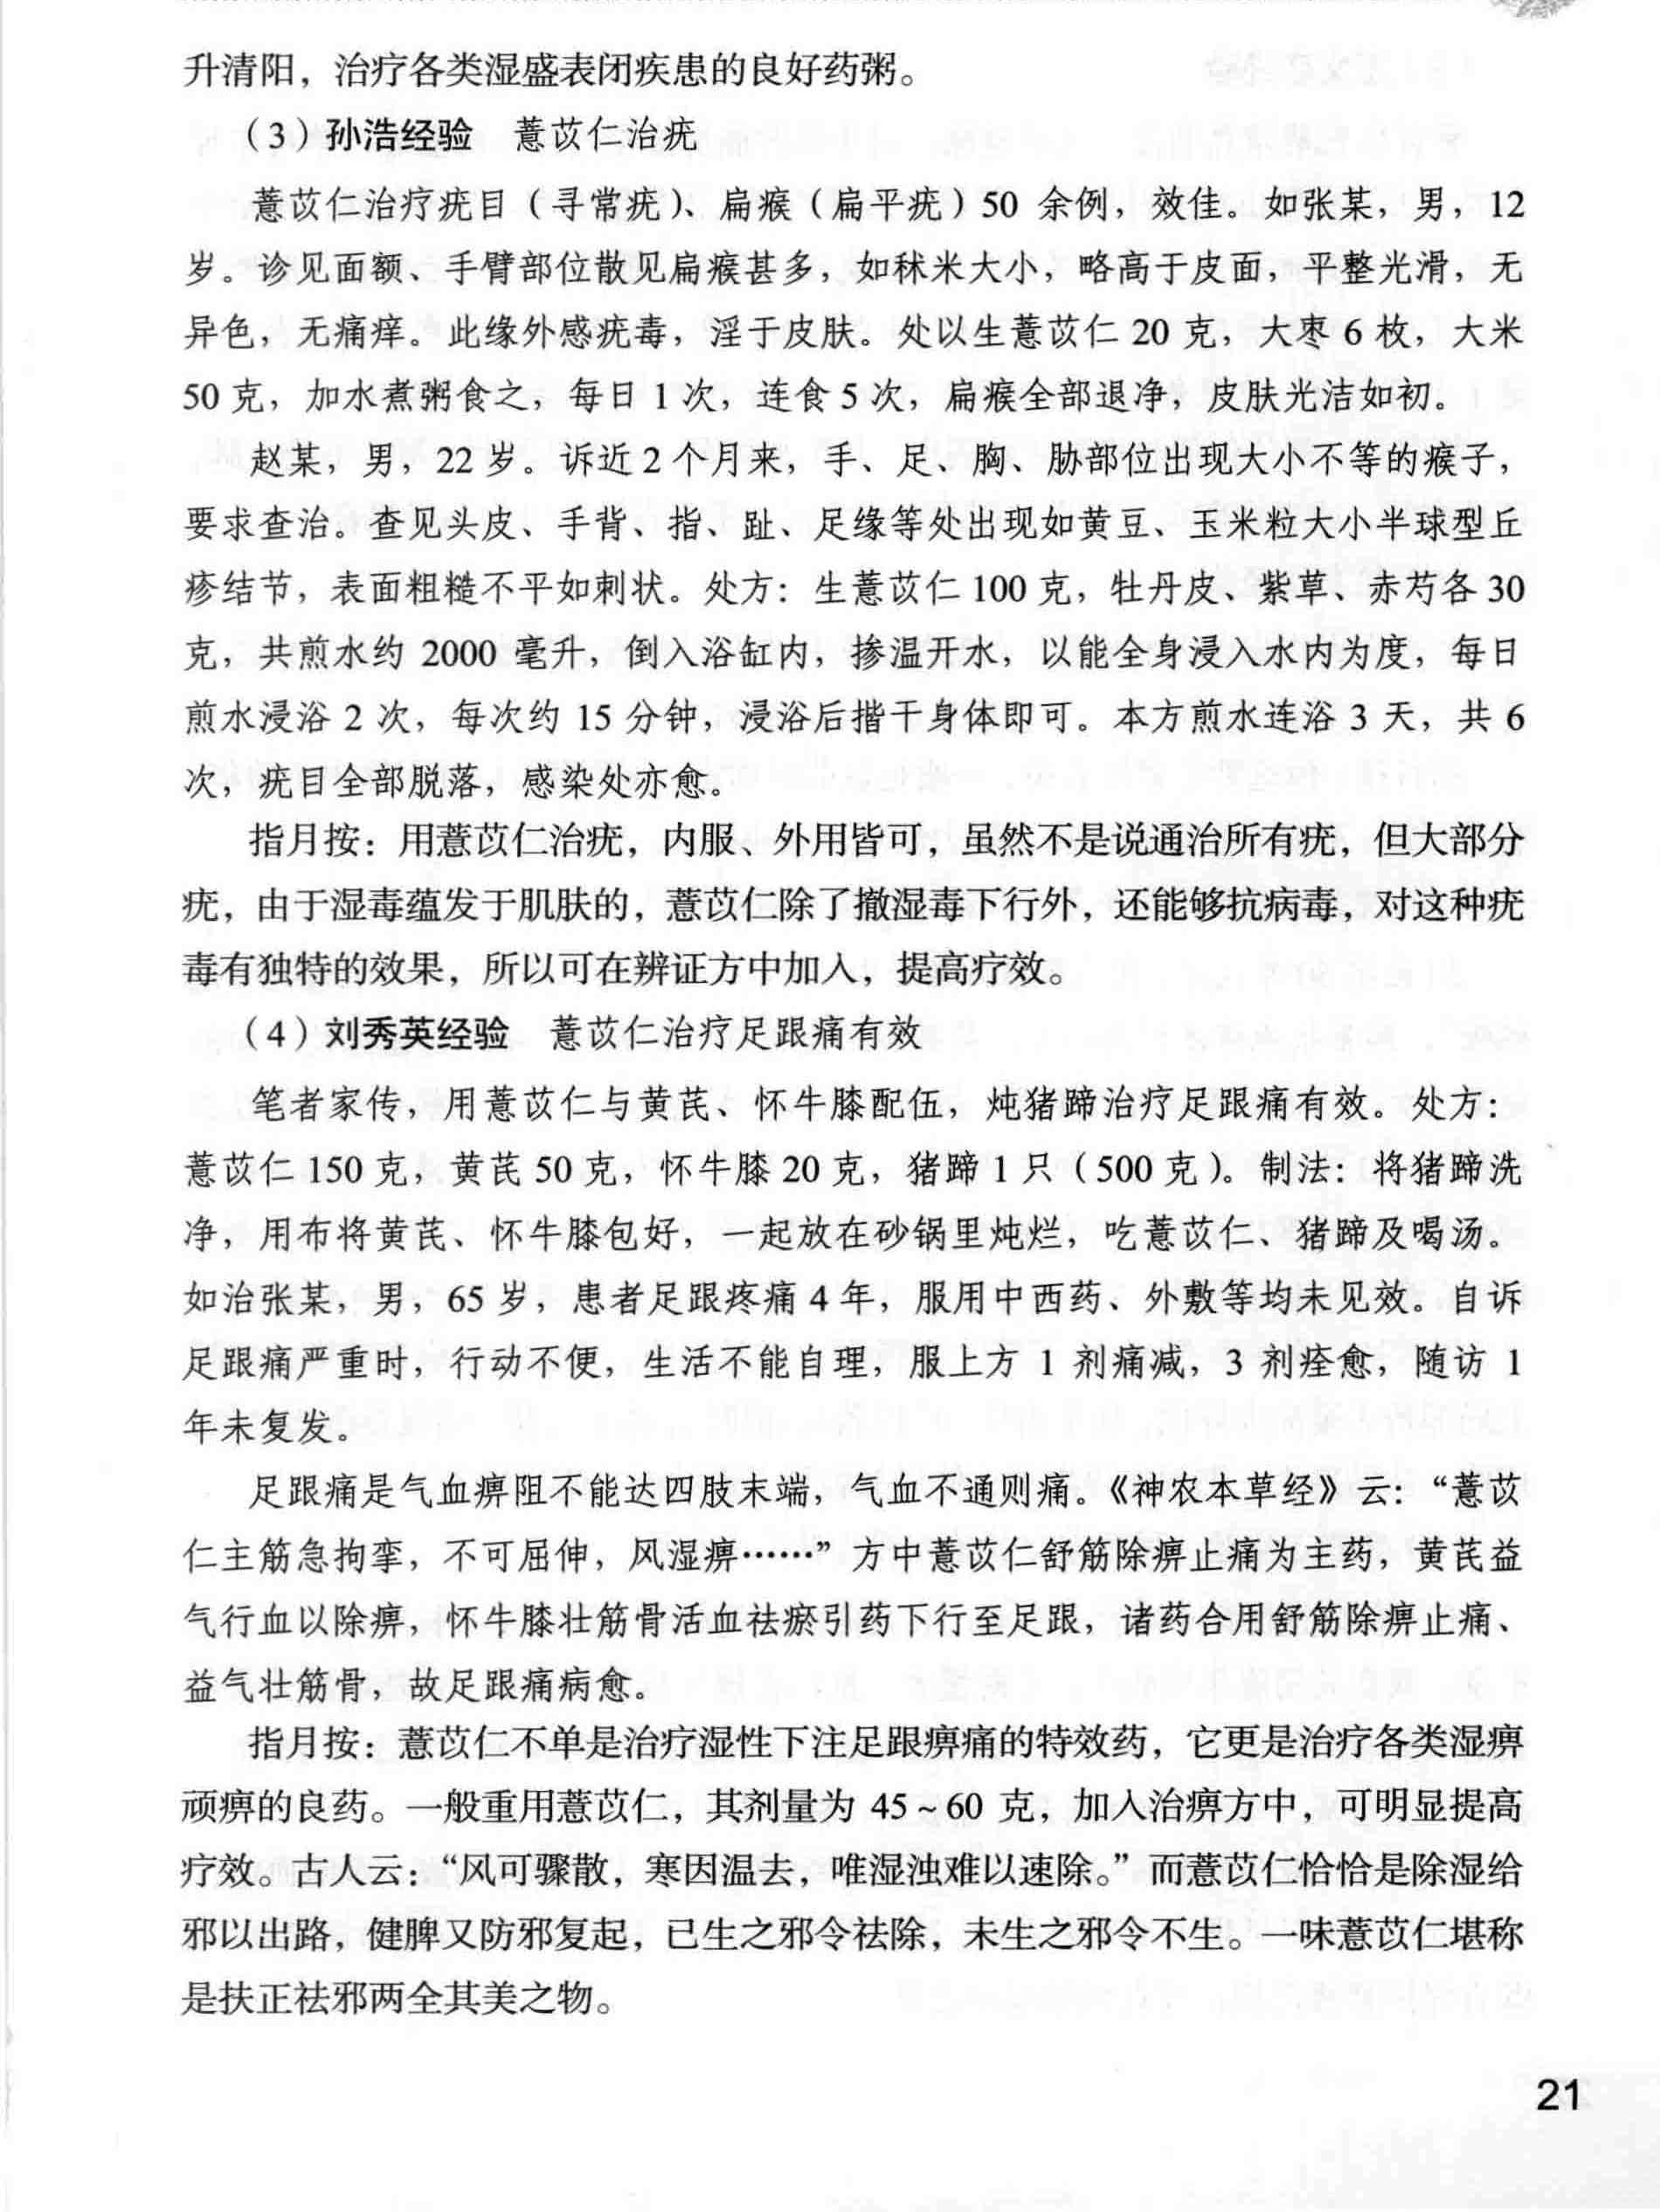 升清阳，治疗各类湿盛表闭疾患的良好药粥。
（3）孙浩经验　薏苡仁治疣
薏苡仁治疗疣目（寻常疣）、扁瘊（扁平疣）50 余例，效佳。如张某，男，12
岁。诊见面额、手臂部位散见扁瘊甚多，如秫米大小，略高于皮面，平整光滑，无
异色，无痛痒。此缘外感疣毒，淫于皮肤。处以生薏苡仁 20 克，大枣 6 枚，大米
50 克，加水煮粥食之，每日 1 次，连食 5 次，扁瘊全部退净，皮肤光洁如初。
赵某，男，22 岁。诉近 2 个月来，手、足、胸、胁部位出现大小不等的瘊子，
要求查治。查见头皮、手背、指、趾、足缘等处出现如黄豆、玉米粒大小半球型丘
疹结节，表面粗糙不平如刺状。处方：生薏苡仁 100 克，牡丹皮、紫草、赤芍各 30
克，共煎水约 2000 毫升，倒入浴缸内，掺温开水，以能全身浸入水内为度，每日
煎水浸浴 2 次，每次约 15 分钟，浸浴后揩干身体即可。本方煎水连浴 3 天，共 6
次，疣目全部脱落，感染处亦愈。
指月按：用薏苡仁治疣，内服、外用皆可，虽然不是说通治所有疣，但大部分
疣，由于湿毒蕴发于肌肤的，薏苡仁除了撤湿毒下行外，还能够抗病毒，对这种疣
毒有独特的效果，所以可在辨证方中加入，提高疗效。
（4）刘秀英经验　薏苡仁治疗足跟痛有效
笔者家传，用薏苡仁与黄芪、怀牛膝配伍，炖猪蹄治疗足跟痛有效。处方：
薏苡仁 150 克，黄芪 50 克，怀牛膝 20 克，猪蹄 1 只（500 克）。制法：将猪蹄洗
净，用布将黄芪、怀牛膝包好，一起放在砂锅里炖烂，吃薏苡仁、猪蹄及喝汤。
如治张某，男，65 岁，患者足跟疼痛 4 年，服用中西药、外敷等均未见效。自诉
足跟痛严重时，行动不便，生活不能自理，服上方 1 剂痛减，3 剂痊愈，随访 1
年未复发。
足跟痛是气血痹阻不能达四肢末端，气血不通则痛。《神农本草经》云：“薏苡
仁主筋急拘挛，不可屈伸，风湿痹……”方中薏苡仁舒筋除痹止痛为主药，黄芪益
气行血以除痹，怀牛膝壮筋骨活血祛瘀引药下行至足跟，诸药合用舒筋除痹止痛、
益气壮筋骨，故足跟痛病愈。
指月按：薏苡仁不单是治疗湿性下注足跟痹痛的特效药，它更是治疗各类湿痹
顽痹的良药。一般重用薏苡仁，其剂量为 45～60 克，加入治痹方中，可明显提高
疗效。古人云：“风可骤散，寒因温去，唯湿浊难以速除。”而薏苡仁恰恰是除湿给
邪以出路，健脾又防邪复起，已生之邪令祛除，未生之邪令不生。一味薏苡仁堪称
是扶正祛邪两全其美之物。
21